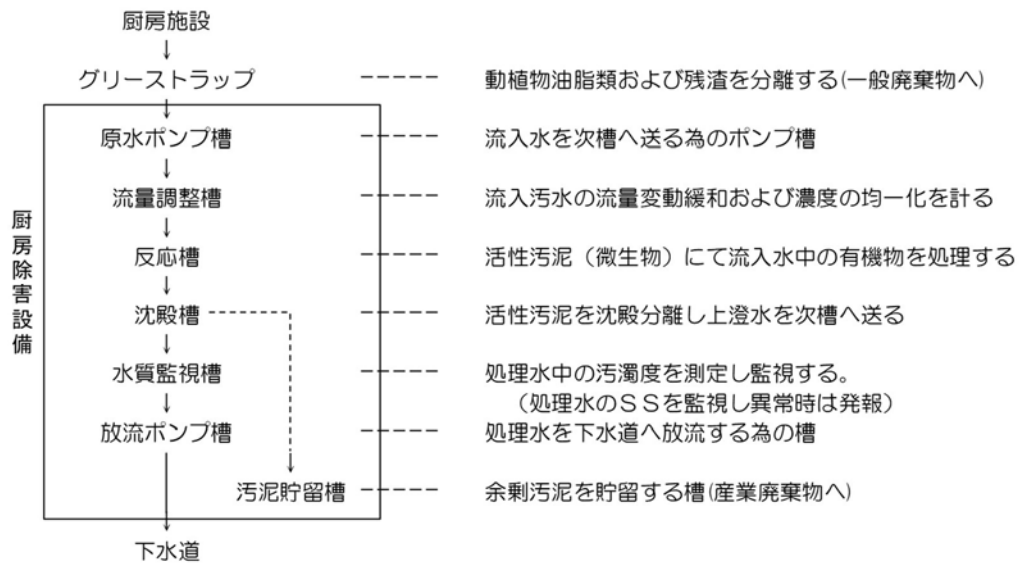 厨房施設
グリーストラップ 動植物油脂類および残渣を分離する(一般廃棄物へ)
原水ポンプ槽 流入水を次槽へ送る為のポンプ槽
流量調整槽 流入汚水の流量変動緩和および濃度の均一化を計る
厨房除害設備
反応槽 活性汚泥（微生物）にて流入水中の有機物を処理する
沈殿槽 活性汚泥を沈殿分離し上澄水を次槽へ送る
水質監視槽 処理水中の汚濁度を測定し監視する。
（処理水のＳＳを監視し異常時は発報）
放流ポンプ槽 処理水を下水道へ放流する為の槽
汚泥貯留槽 余剰汚泥を貯留する槽(産業廃棄物へ)
下水道